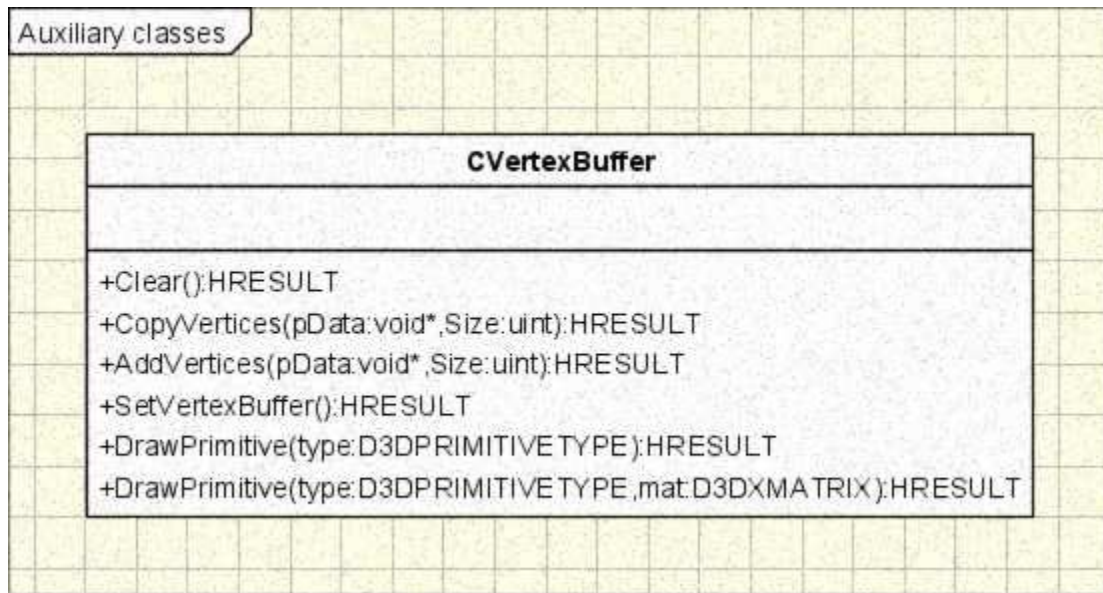 Auxiliary classes
CVertexBuffer
+Clear():HRESULT
+CopyVertices(pData:void*,Size:uint):HRESULT
+AddVertices(pData:void*,Size:uint):HRESULT
+SetVertexBuffer():HRESULT
+DrawPrimitive(type:D3DPRIMITIVETYPE):HRESULT
+DrawPrimitive(type:D3DPRIMITIVETYPE,mat:D3DXMATRIX):HRESULT